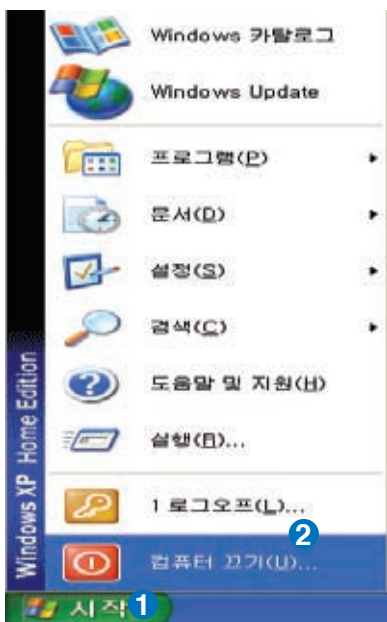 Windows 카탈로그
Windows Update
프로그램(P)
문서(D)
설정(S)
검색(C)
도움말 및 지원(H)
실행(R)...
1 로그오프(L)...
2
컴퓨터 끄기(U)...
Windows XP Home Edition
시작 1